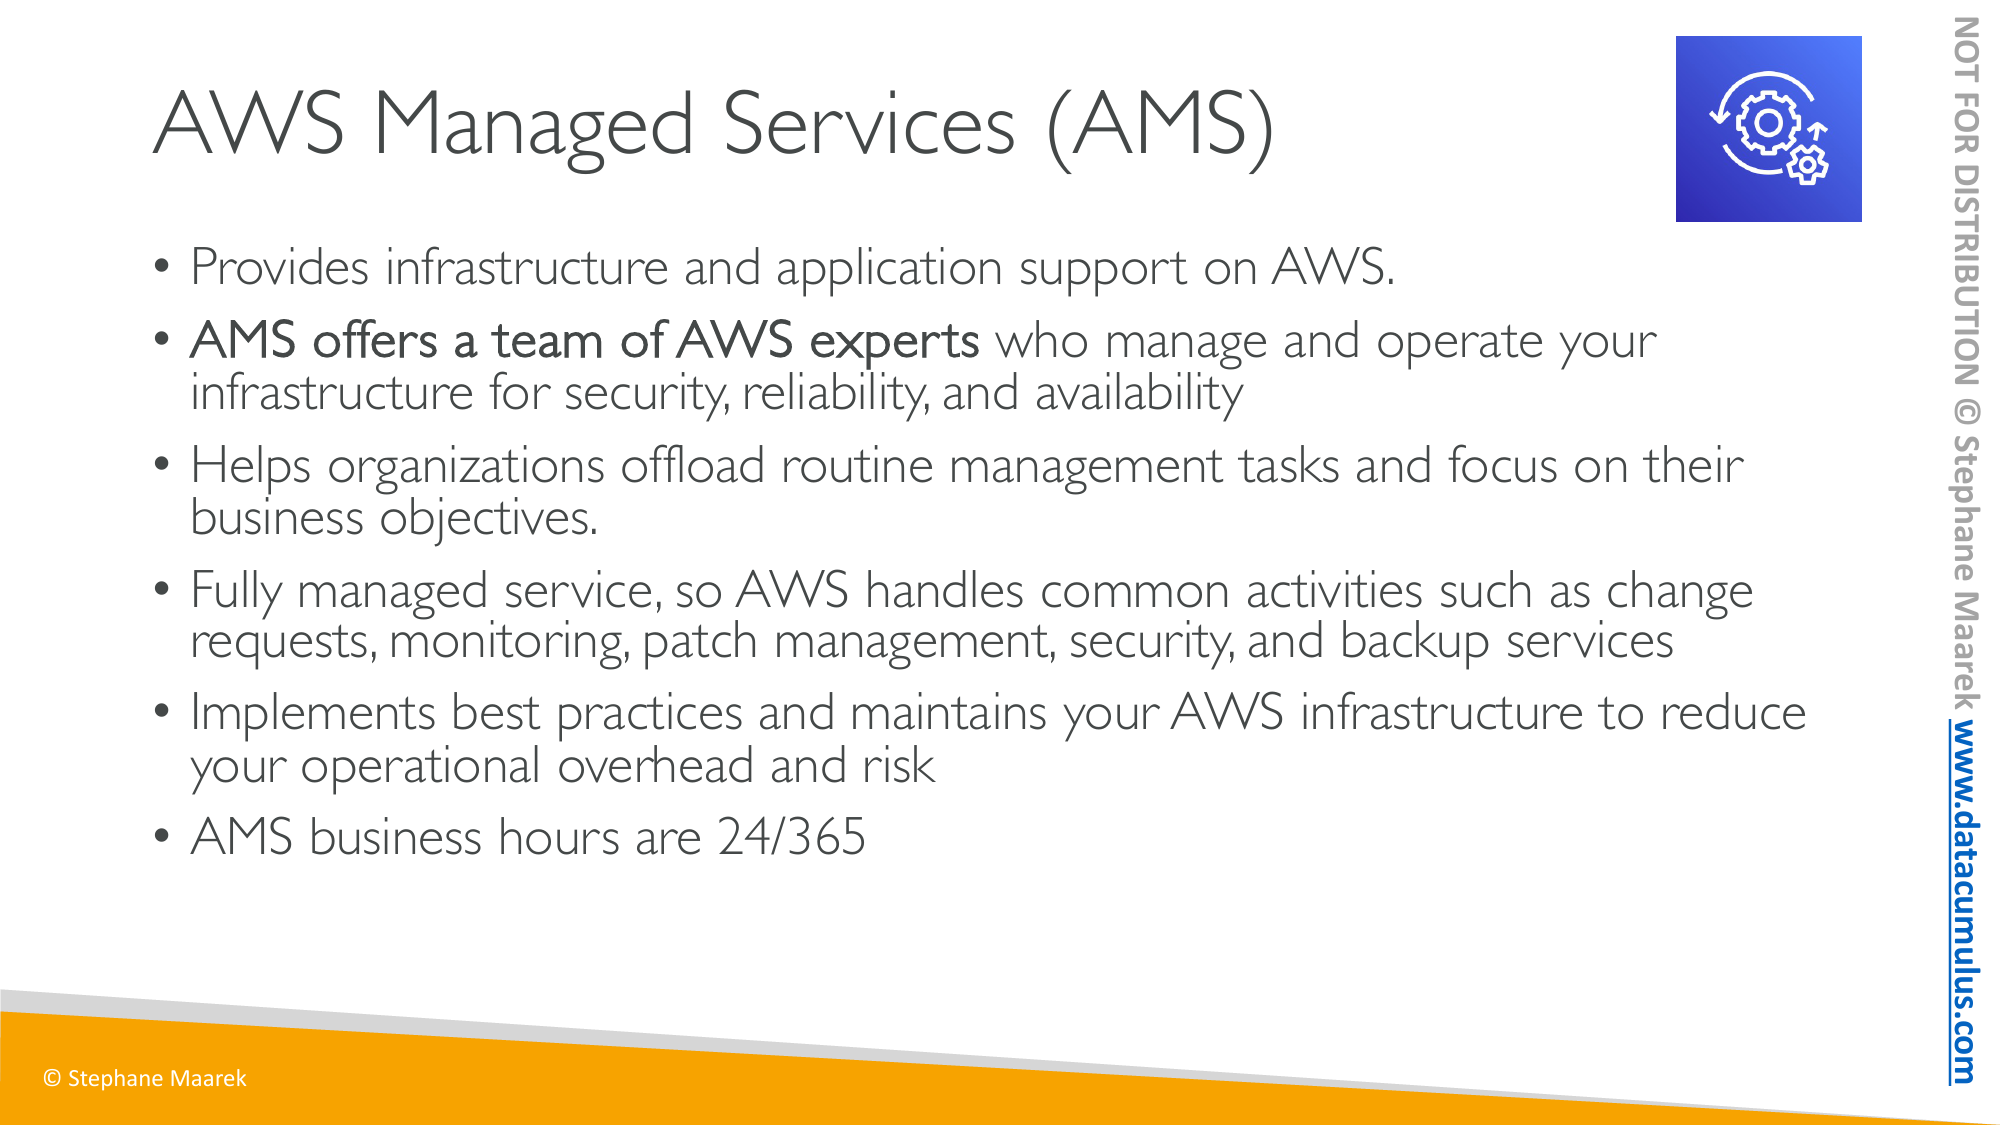 AWS Managed Services (AMS)
• Provides infrastructure and application support on AWS.
• AMS offers a team of AWS experts who manage and operate your
infrastructure for security, reliability, and availability
• Helps organizations offload routine management tasks and focus on their
business objectives.
• Fully managed service, so AWS handles common activities such as change
requests, monitoring, patch management, security, and backup services
• Implements best practices and maintains your AWS infrastructure to reduce
your operational overhead and risk
• AMS business hours are 24/365
© Stephane Maarek
NOT FOR DISTRIBUTION © Stephane Maarek www.datacumulus.com